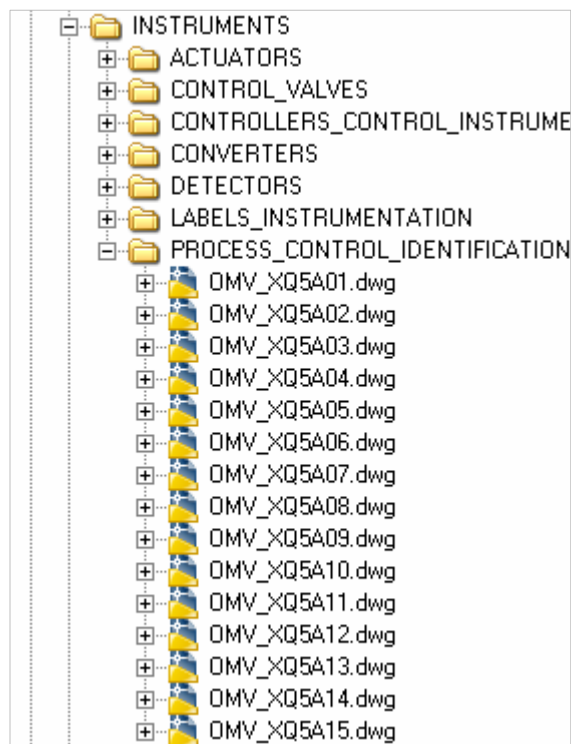 INSTRUMENTS
ACTUATORS
CONTROL_VALVES
CONTROLLERS_CONTROL_INSTRUME
CONVERTERS
DETECTORS
LABELS_INSTRUMENTATION
PROCESS_CONTROL_IDENTIFICATION
OMV_XQ5A01.dwg
OMV_XQ5A02.dwg
OMV_XQ5A03.dwg
OMV_XQ5A04.dwg
OMV_XQ5A05.dwg
OMV_XQ5A06.dwg
OMV_XQ5A07.dwg
OMV_XQ5A08.dwg
OMV_XQ5A09.dwg
OMV_XQ5A10.dwg
OMV_XQ5A11.dwg
OMV_XQ5A12.dwg
OMV_XQ5A13.dwg
OMV_XQ5A14.dwg
OMV_XQ5A15.dwg